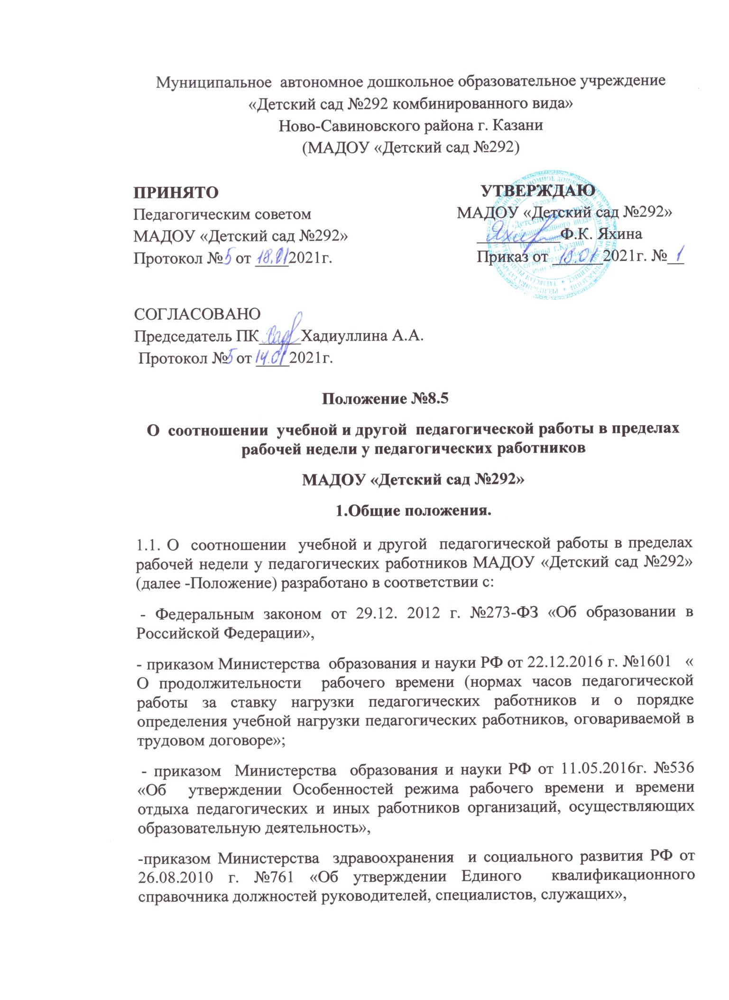 Муниципальное автономное дошкольное образовательное учреждение
«Детский сад №292 комбинированного вида»
Ново-Савиновского района г. Казани
(МАДОУ «Детский сад №292)
ПРИНЯТО
Педагогическим советом
МАДОУ «Детский сад №292»
Протокол №5 от 18.01 2021г.
УТВЕРЖДАЮ
МАДОУ «Детский сад №292»
__________Ф.К. Яхина
Приказ от 18.01 2021г. № 1
СОГЛАСОВАНО
Председатель ПК_____Хадиуллина А.А.
Протокол №5 от 14.01 2021г.
Положение №8.5
О соотношении учебной и другой педагогической работы в пределах
рабочей недели у педагогических работников
МАДОУ «Детский сад №292»
1.Общие положения.
1.1. О соотношении учебной и другой педагогической работы в пределах
рабочей недели у педагогических работников МАДОУ «Детский сад №292»
(далее -Положение) разработано в соответствии с:
- Федеральным законом от 29.12. 2012 г. №273-ФЗ «Об образовании в
Российской Федерации»,
- приказом Министерства образования и науки РФ от 22.12.2016 г. №1601 «
О продолжительности рабочего времени (нормах часов педагогической
работы за ставку нагрузки педагогических работников и о порядке
определения учебной нагрузки педагогических работников, оговариваемой в
трудовом договоре»;
- приказом Министерства образования и науки РФ от 11.05.2016г. №536
«Об утверждении Особенностей режима рабочего времени и времени
отдыха педагогических и иных работников организаций, осуществляющих
образовательную деятельность»,
-приказом Министерства здравоохранения и социального развития РФ от
26.08.2010 г. №761 «Об утверждении Единого квалификационного
справочника должностей руководителей, специалистов, служащих»,